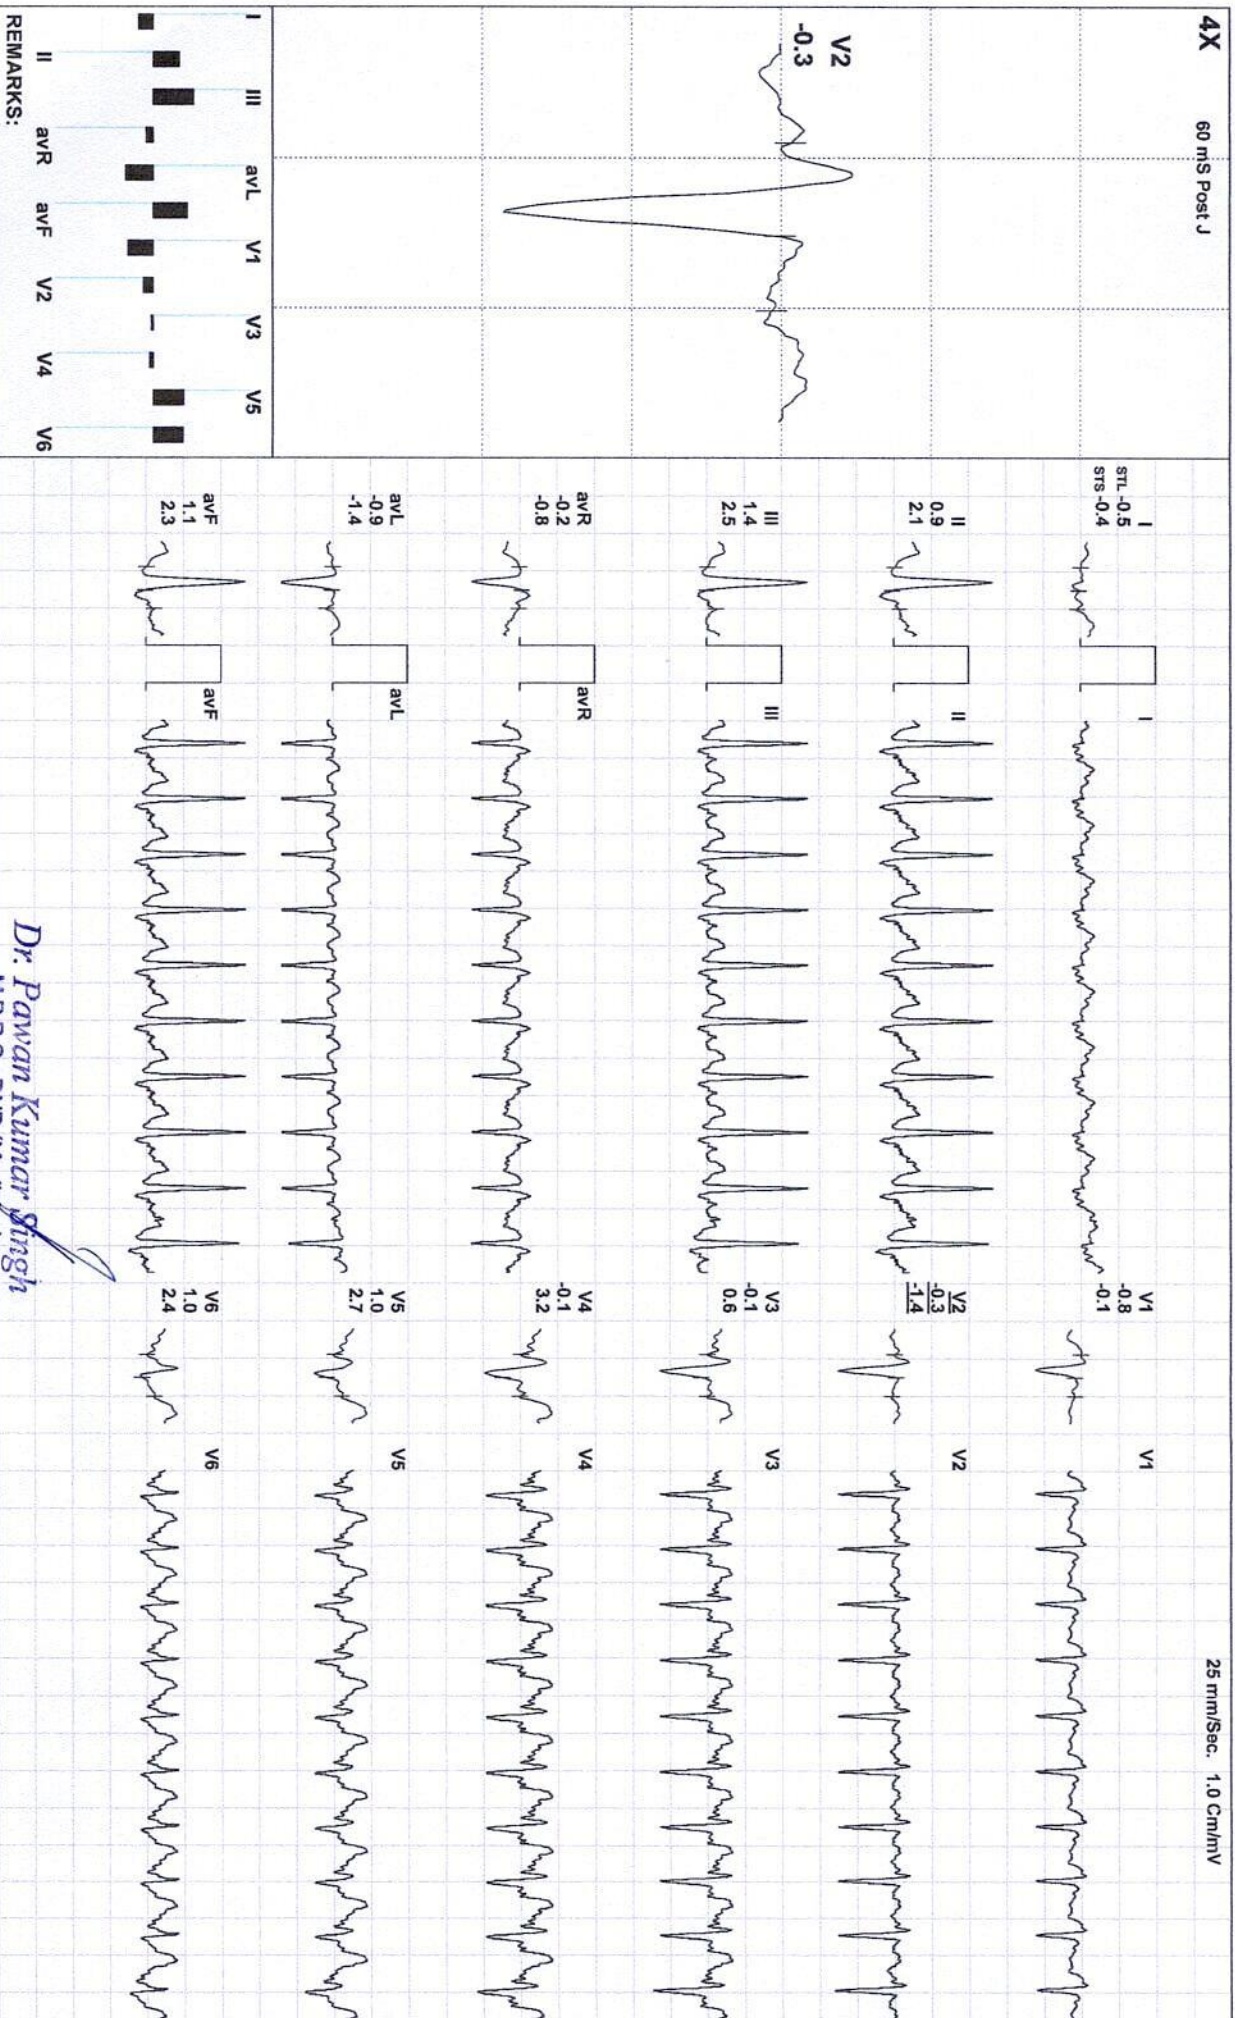 4X
60 mS Post J
25 mm/Sec. 1.0 Cm/mV
V2
-0.3
I
STL -0.5
STS -0.4
I
V1
-0.8
-0.1
V1
II
0.9
2.1
II
V2
-0.3
-1.4
V2
III
1.4
2.5
III
V3
-0.1
0.6
V3
avR
-0.2
-0.8
avR
V4
-0.1
3.2
V4
avL
-0.9
-1.4
avL
V5
1.0
2.7
V5
avF
1.1
2.3
avF
V6
1.0
2.4
V6
I III avL V1 V3 V5
II avR avF V2 V4 V6
REMARKS:
Dr. Pawan Kumar Singh